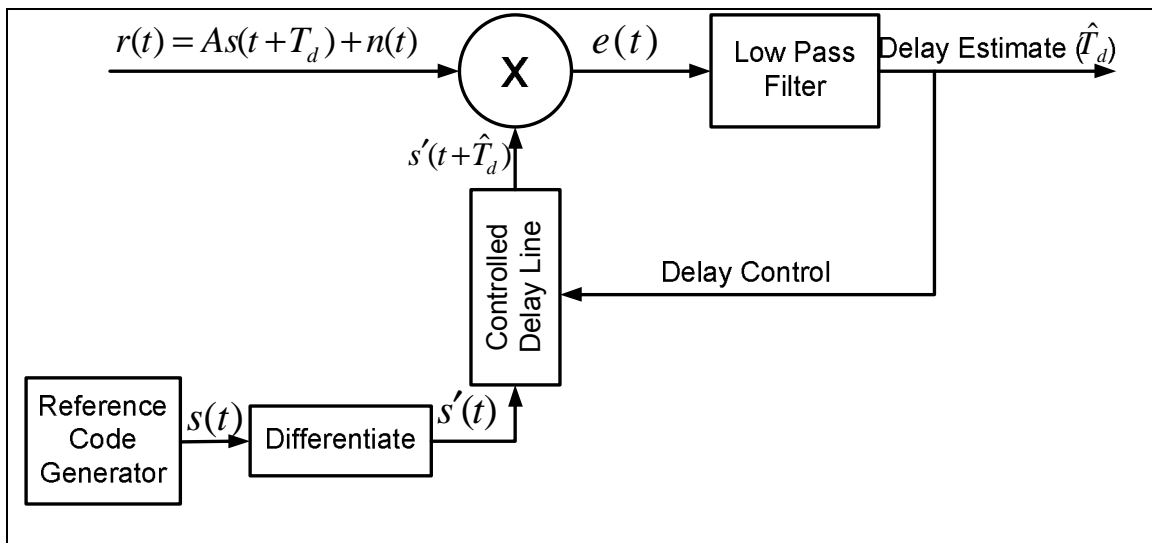 r(t) = As(t+T_d)+n(t)
X
e(t)
Low Pass
Filter
Delay Estimate (T̂_d)
s′(t+T̂_d)
Controlled
Delay Line
Delay Control
Reference
Code
Generator
s(t)
Differentiate
s′(t)